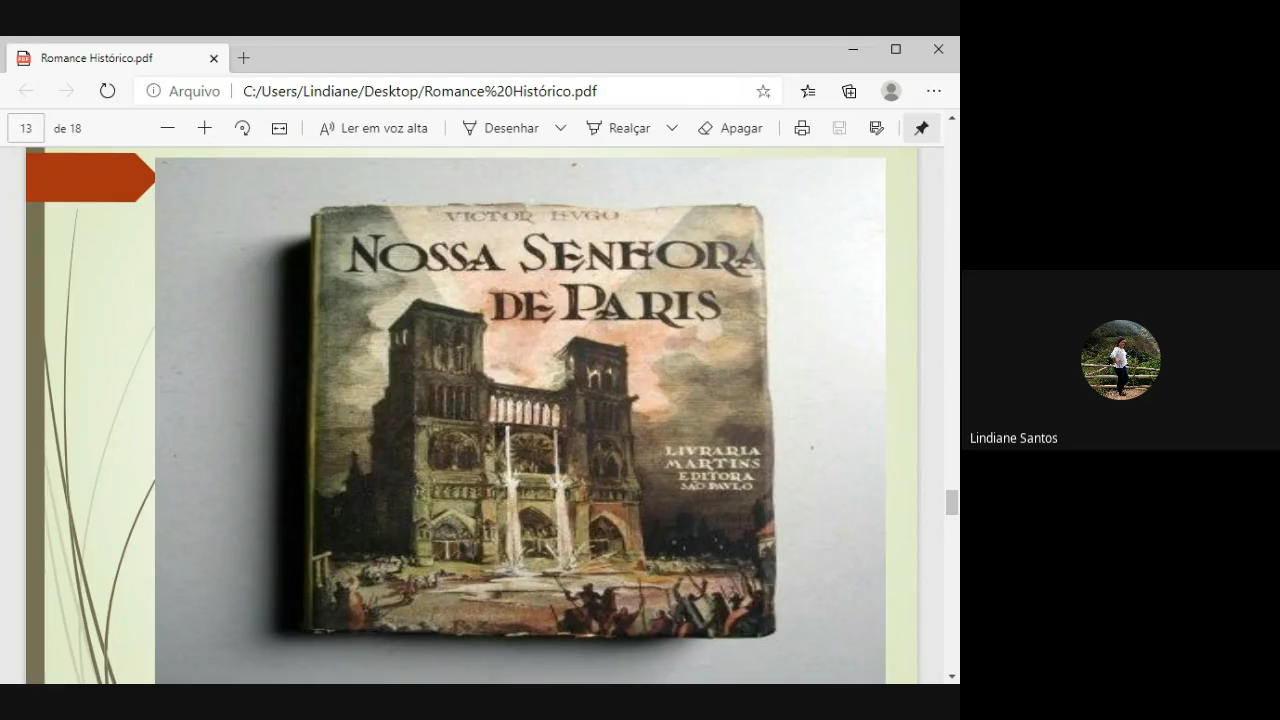 Romance Histórico.pdf
Arquivo
C:/Users/Lindiane/Desktop/Romance%20Histórico.pdf
13 de 18
Ler em voz alta
Desenhar
Realçar
Apagar
VICTOR HVGO
NOSSA SENHORA
DE PARIS
LIVRARIA
MARTINS
EDITORA
SÃO PAVLO
Lindiane Santos